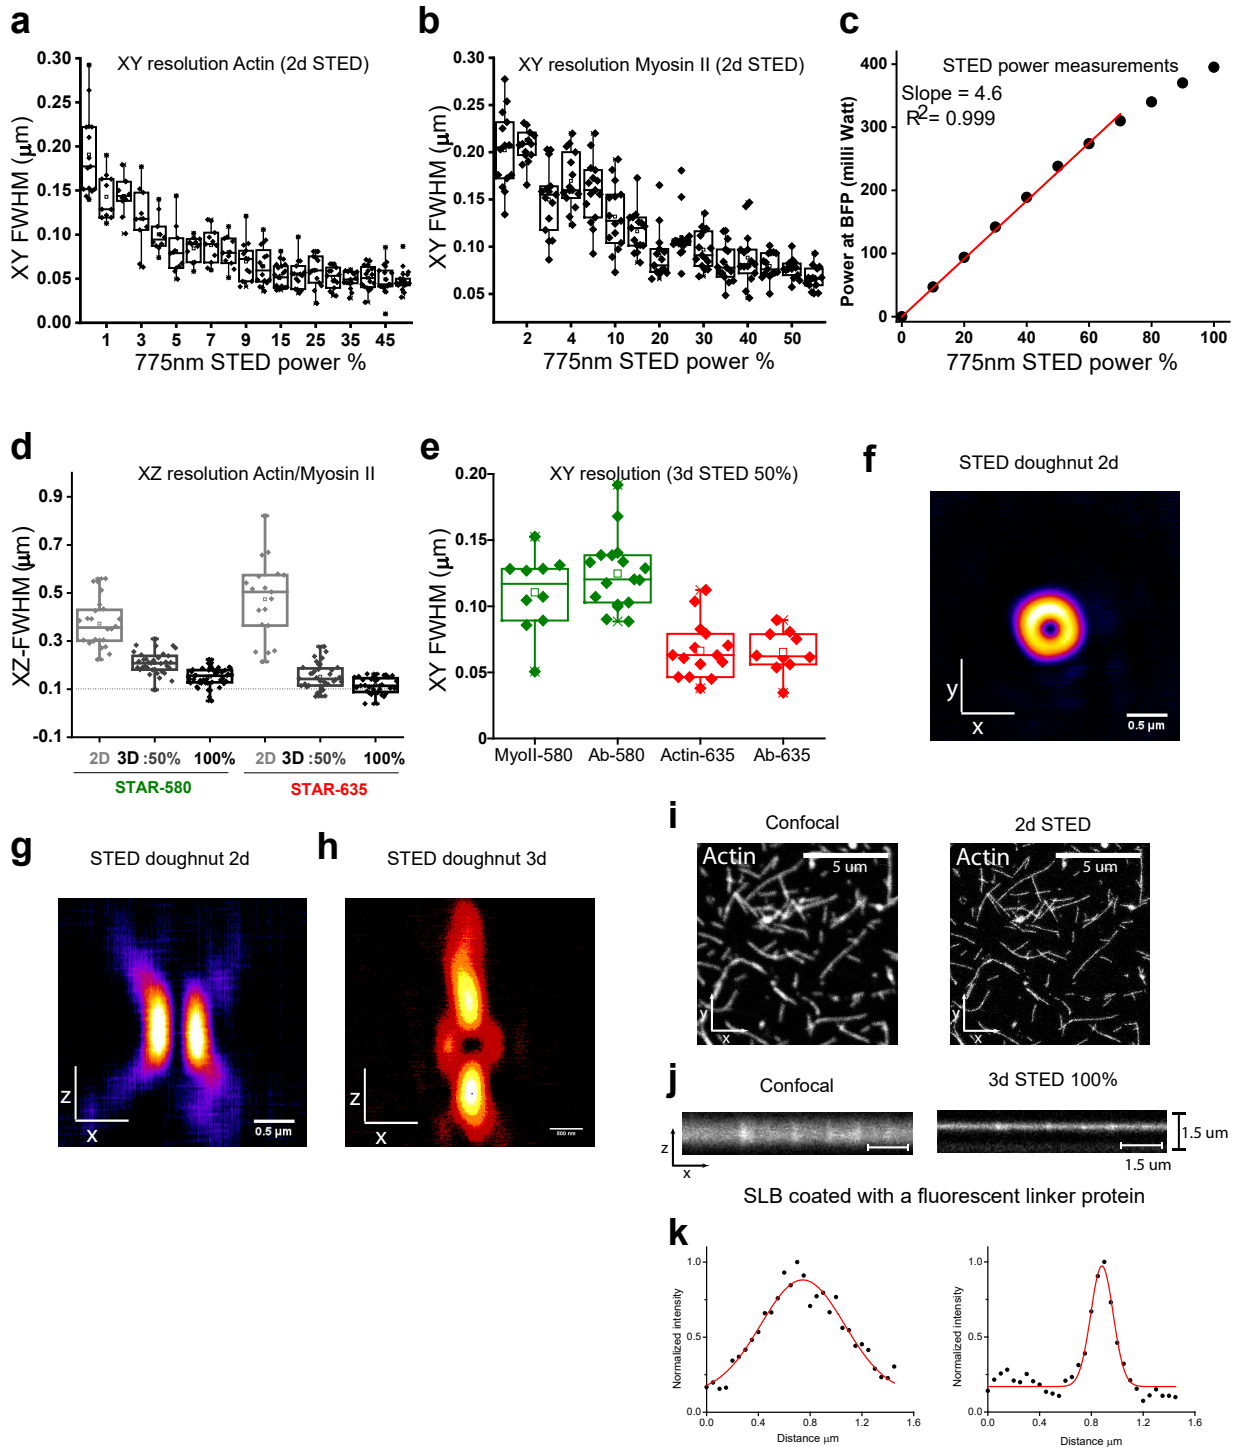 a
XY resolution Actin (2d STED)
XY FWHM (μm)
0.30
0.25
0.20
0.15
0.10
0.05
0.00
1 3 5 7 9 15 25 35 45
775nm STED power %
b
XY resolution Myosin II (2d STED)
XY FWHM (μm)
0.30
0.25
0.20
0.15
0.10
0.05
2 4 10 20 30 40 50
775nm STED power %
c
STED power measurements
Slope = 4.6
R2 = 0.999
Power at BFP (milli Watt)
400
300
200
100
0
0 20 40 60 80 100
775nm STED power %
d
XZ resolution Actin/Myosin II
XZ-FWHM (μm)
0.9
0.7
0.5
0.3
0.1
-0.1
2D 3D :50% 100% 2D 3D :50% 100%
STAR-580 STAR-635
e
XY resolution (3d STED 50%)
XY FWHM (μm)
0.20
0.15
0.10
0.05
0
MyoII-580 Ab-580 Actin-635 Ab-635
f
STED doughnut 2d
y
x
0.5 μm
g
STED doughnut 2d
z
x
0.5 μm
h
STED doughnut 3d
z
x
500 nm
i
Confocal
Actin
5 um
y
x
2d STED
Actin
5 um
y
x
j
Confocal
z
x
3d STED 100%
1.5 um
1.5 um
SLB coated with a fluorescent linker protein
k
Normalized intensity
1.0
0.5
0.0
0.0 0.4 0.8 1.2 1.6
Distance μm
Normalized intensity
1.0
0.5
0.0
0.0 0.4 0.8 1.2 1.6
Distance μm